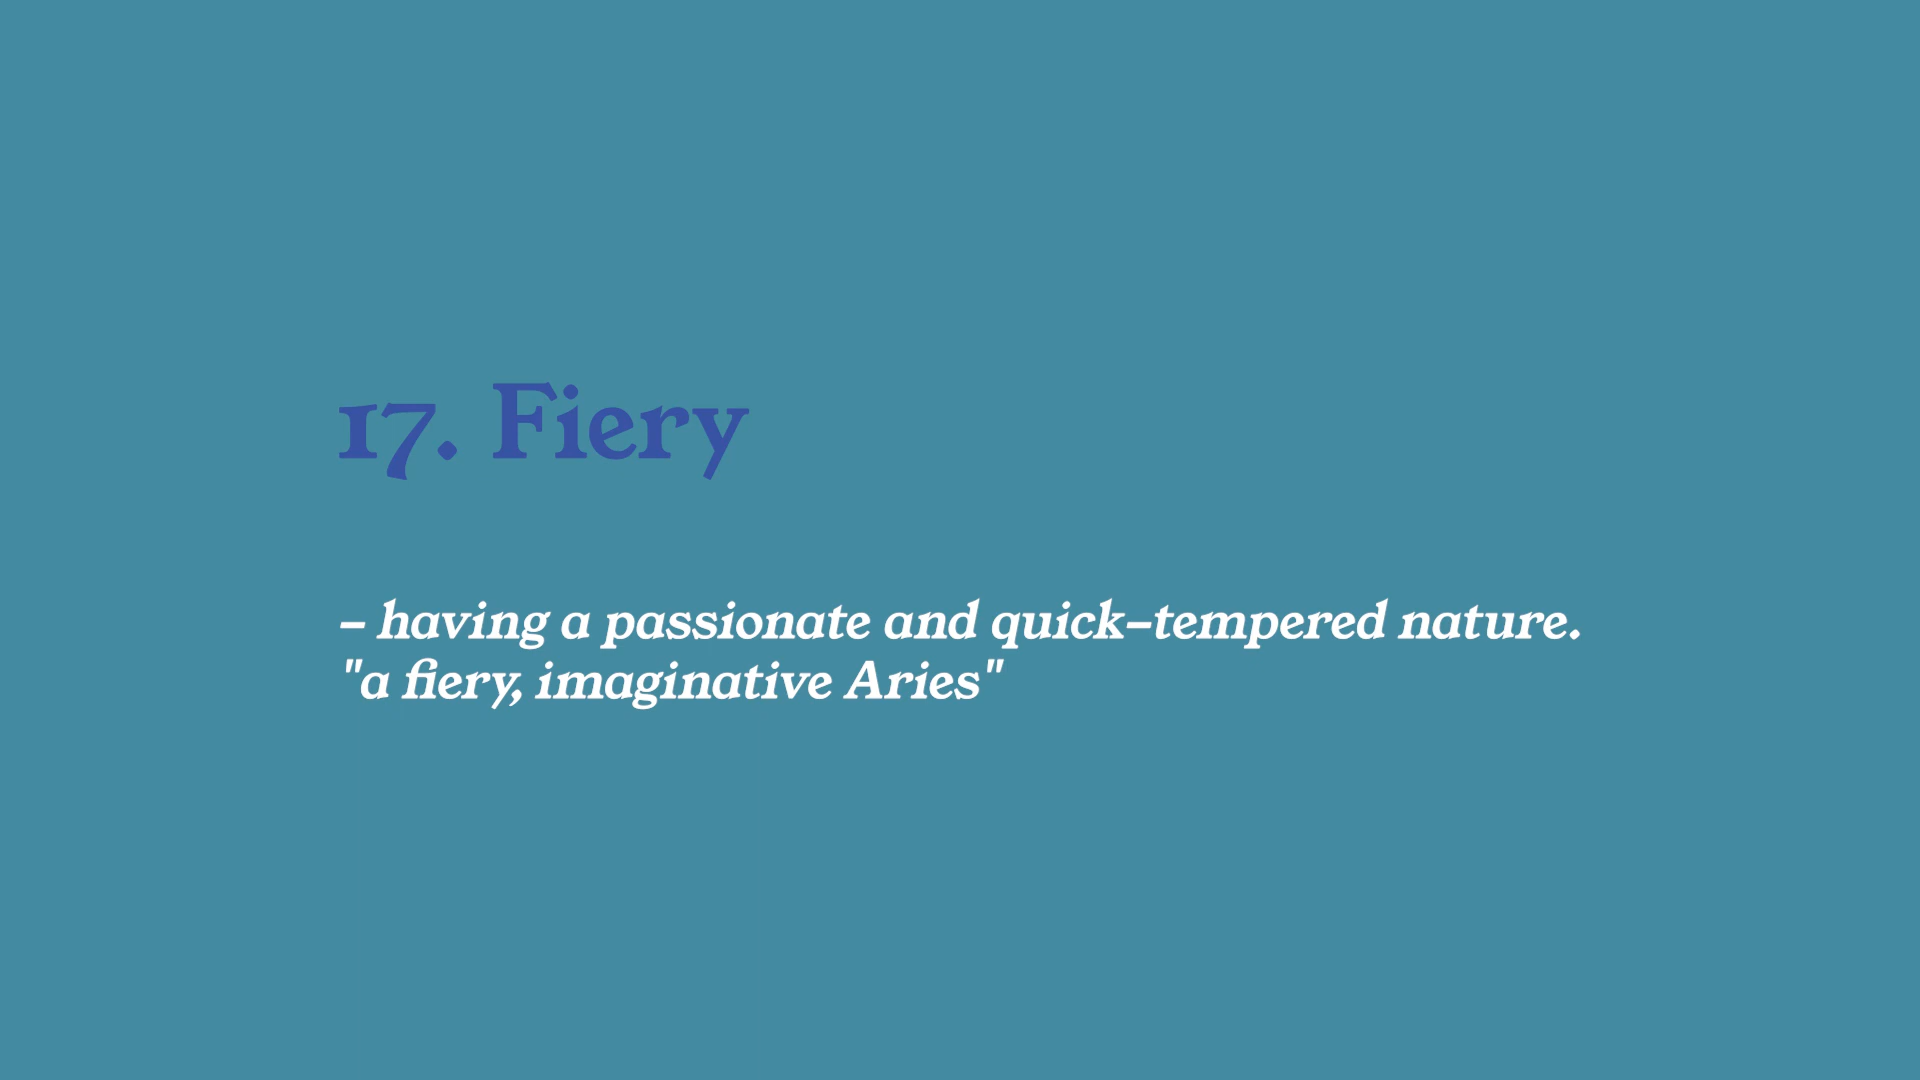 17. Fiery
– having a passionate and quick–tempered nature.
"a fiery, imaginative Aries"